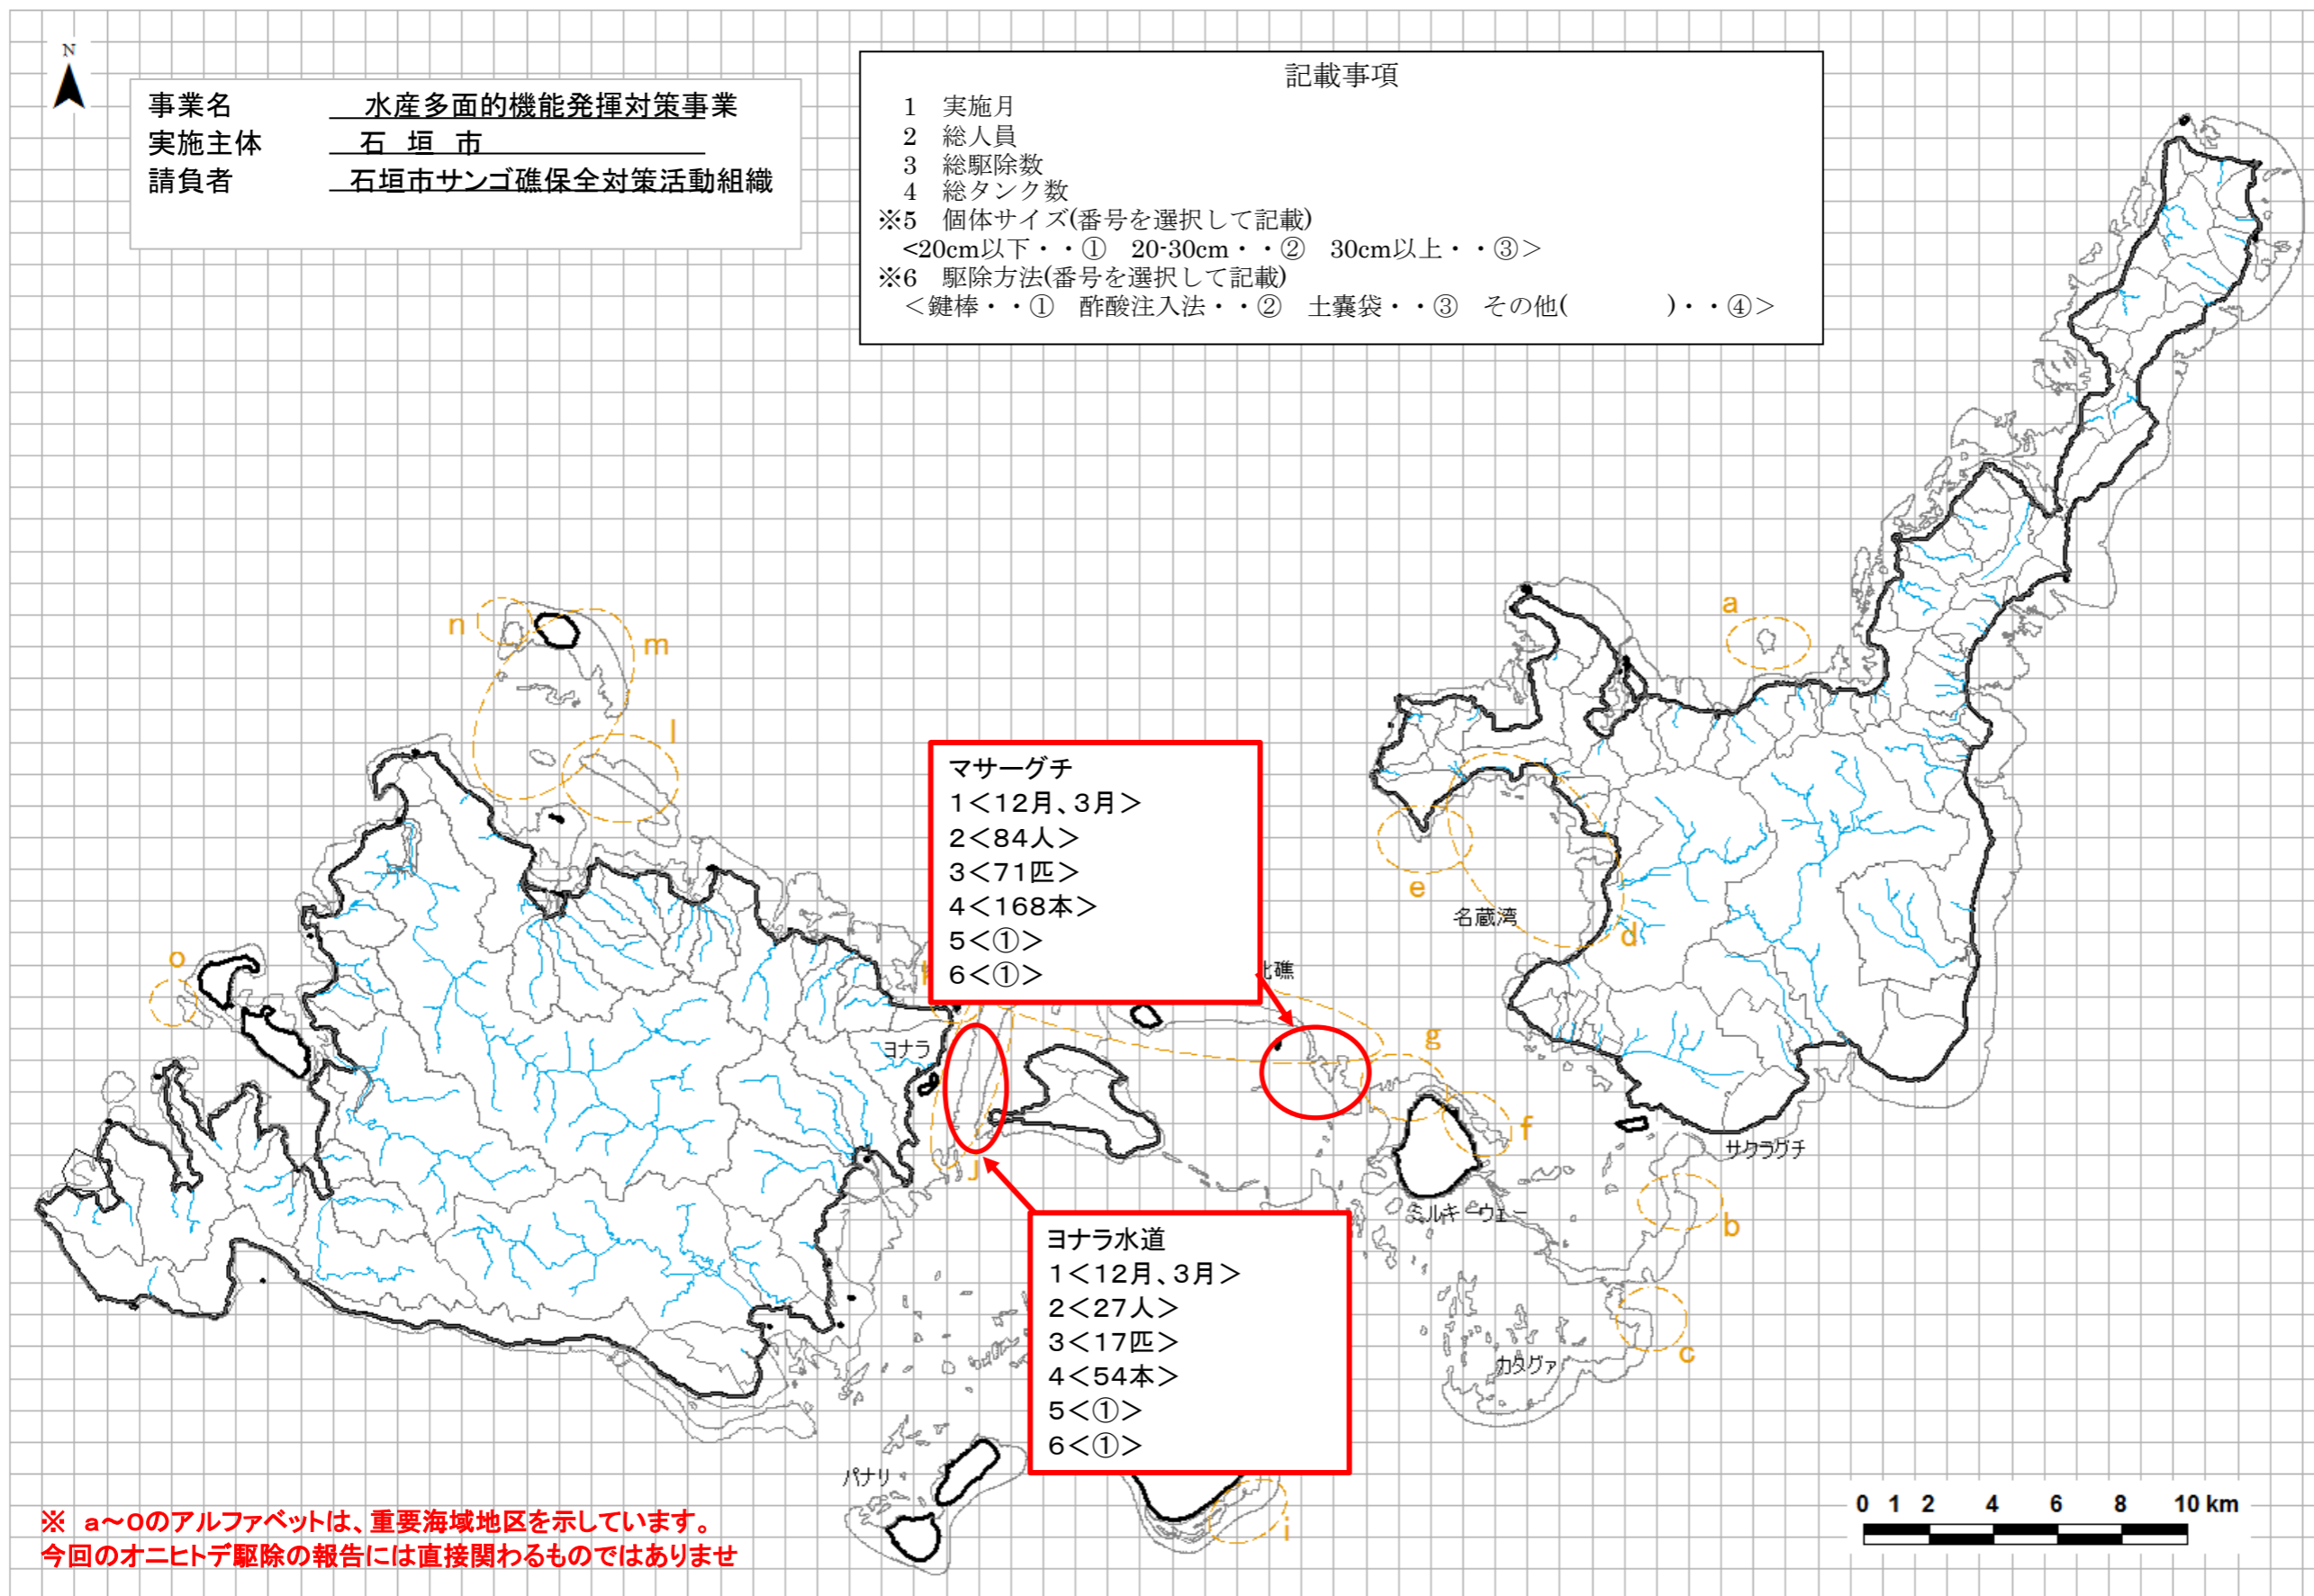 N
事業名 水産多面的機能発揮対策事業
実施主体 石 垣 市
請負者 石垣市サンゴ礁保全対策活動組織
記載事項
1 実施月
2 総人員
3 総駆除数
4 総タンク数
※5 個体サイズ(番号を選択して記載)
<20cm以下・・① 20-30cm・・② 30cm以上・・③>
※6 駆除方法(番号を選択して記載)
＜鍵棒・・① 酢酸注入法・・② 土嚢袋・・③ その他( )・・④＞
a
n
m
l
マサーグチ
1＜12月、3月＞
2＜84人＞
3＜71匹＞
4＜168本＞
5＜①＞
6＜①＞
e
名蔵湾
d
o
北礁
ヨナラ
g
f
j
サクラグチ
ミルキーウェー
b
ヨナラ水道
1＜12月、3月＞
2＜27人＞
3＜17匹＞
4＜54本＞
5＜①＞
6＜①＞
c
カタグァ
パナリ
i
※ a～oのアルファベットは、重要海域地区を示しています。
今回のオニヒトデ駆除の報告には直接関わるものではありませ
0 1 2 4 6 8 10 km